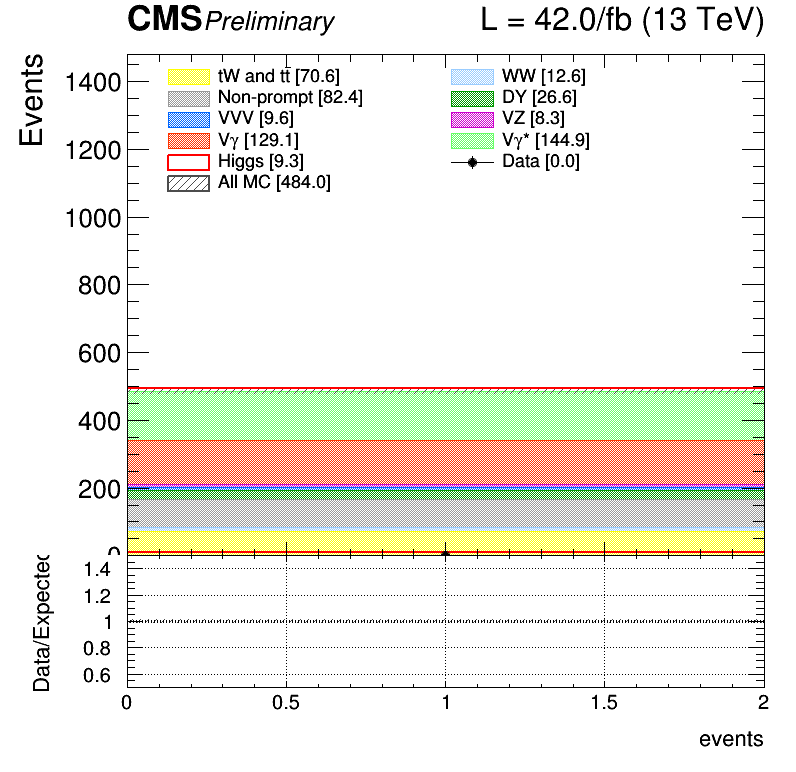 CMS Preliminary L = 42.0/fb (13 TeV)
Events
1400
1200
1000
800
600
400
200
0
tW and tt̅ [70.6]
Non-prompt [82.4]
VVV [9.6]
Vγ [129.1]
Higgs [9.3]
All MC [484.0]
WW [12.6]
DY [26.6]
VZ [8.3]
Vγ* [144.9]
Data [0.0]
Data/Expected
1.4
1.2
1
0.8
0.6
0 0.5 1 1.5 2
events